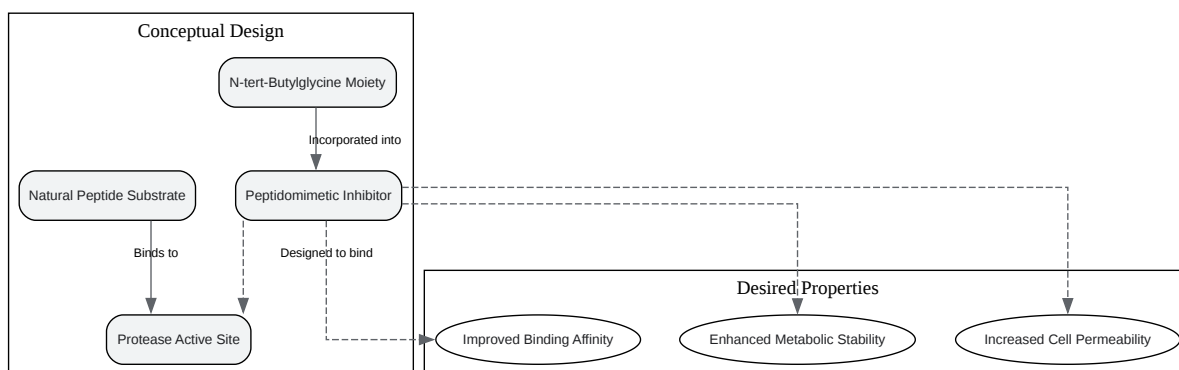 Conceptual Design
N-tert-Butylglycine Moiety
Incorporated into
Natural Peptide Substrate
Peptidomimetic Inhibitor
Binds to
Designed to bind
Protease Active Site
Desired Properties
Improved Binding Affinity
Enhanced Metabolic Stability
Increased Cell Permeability